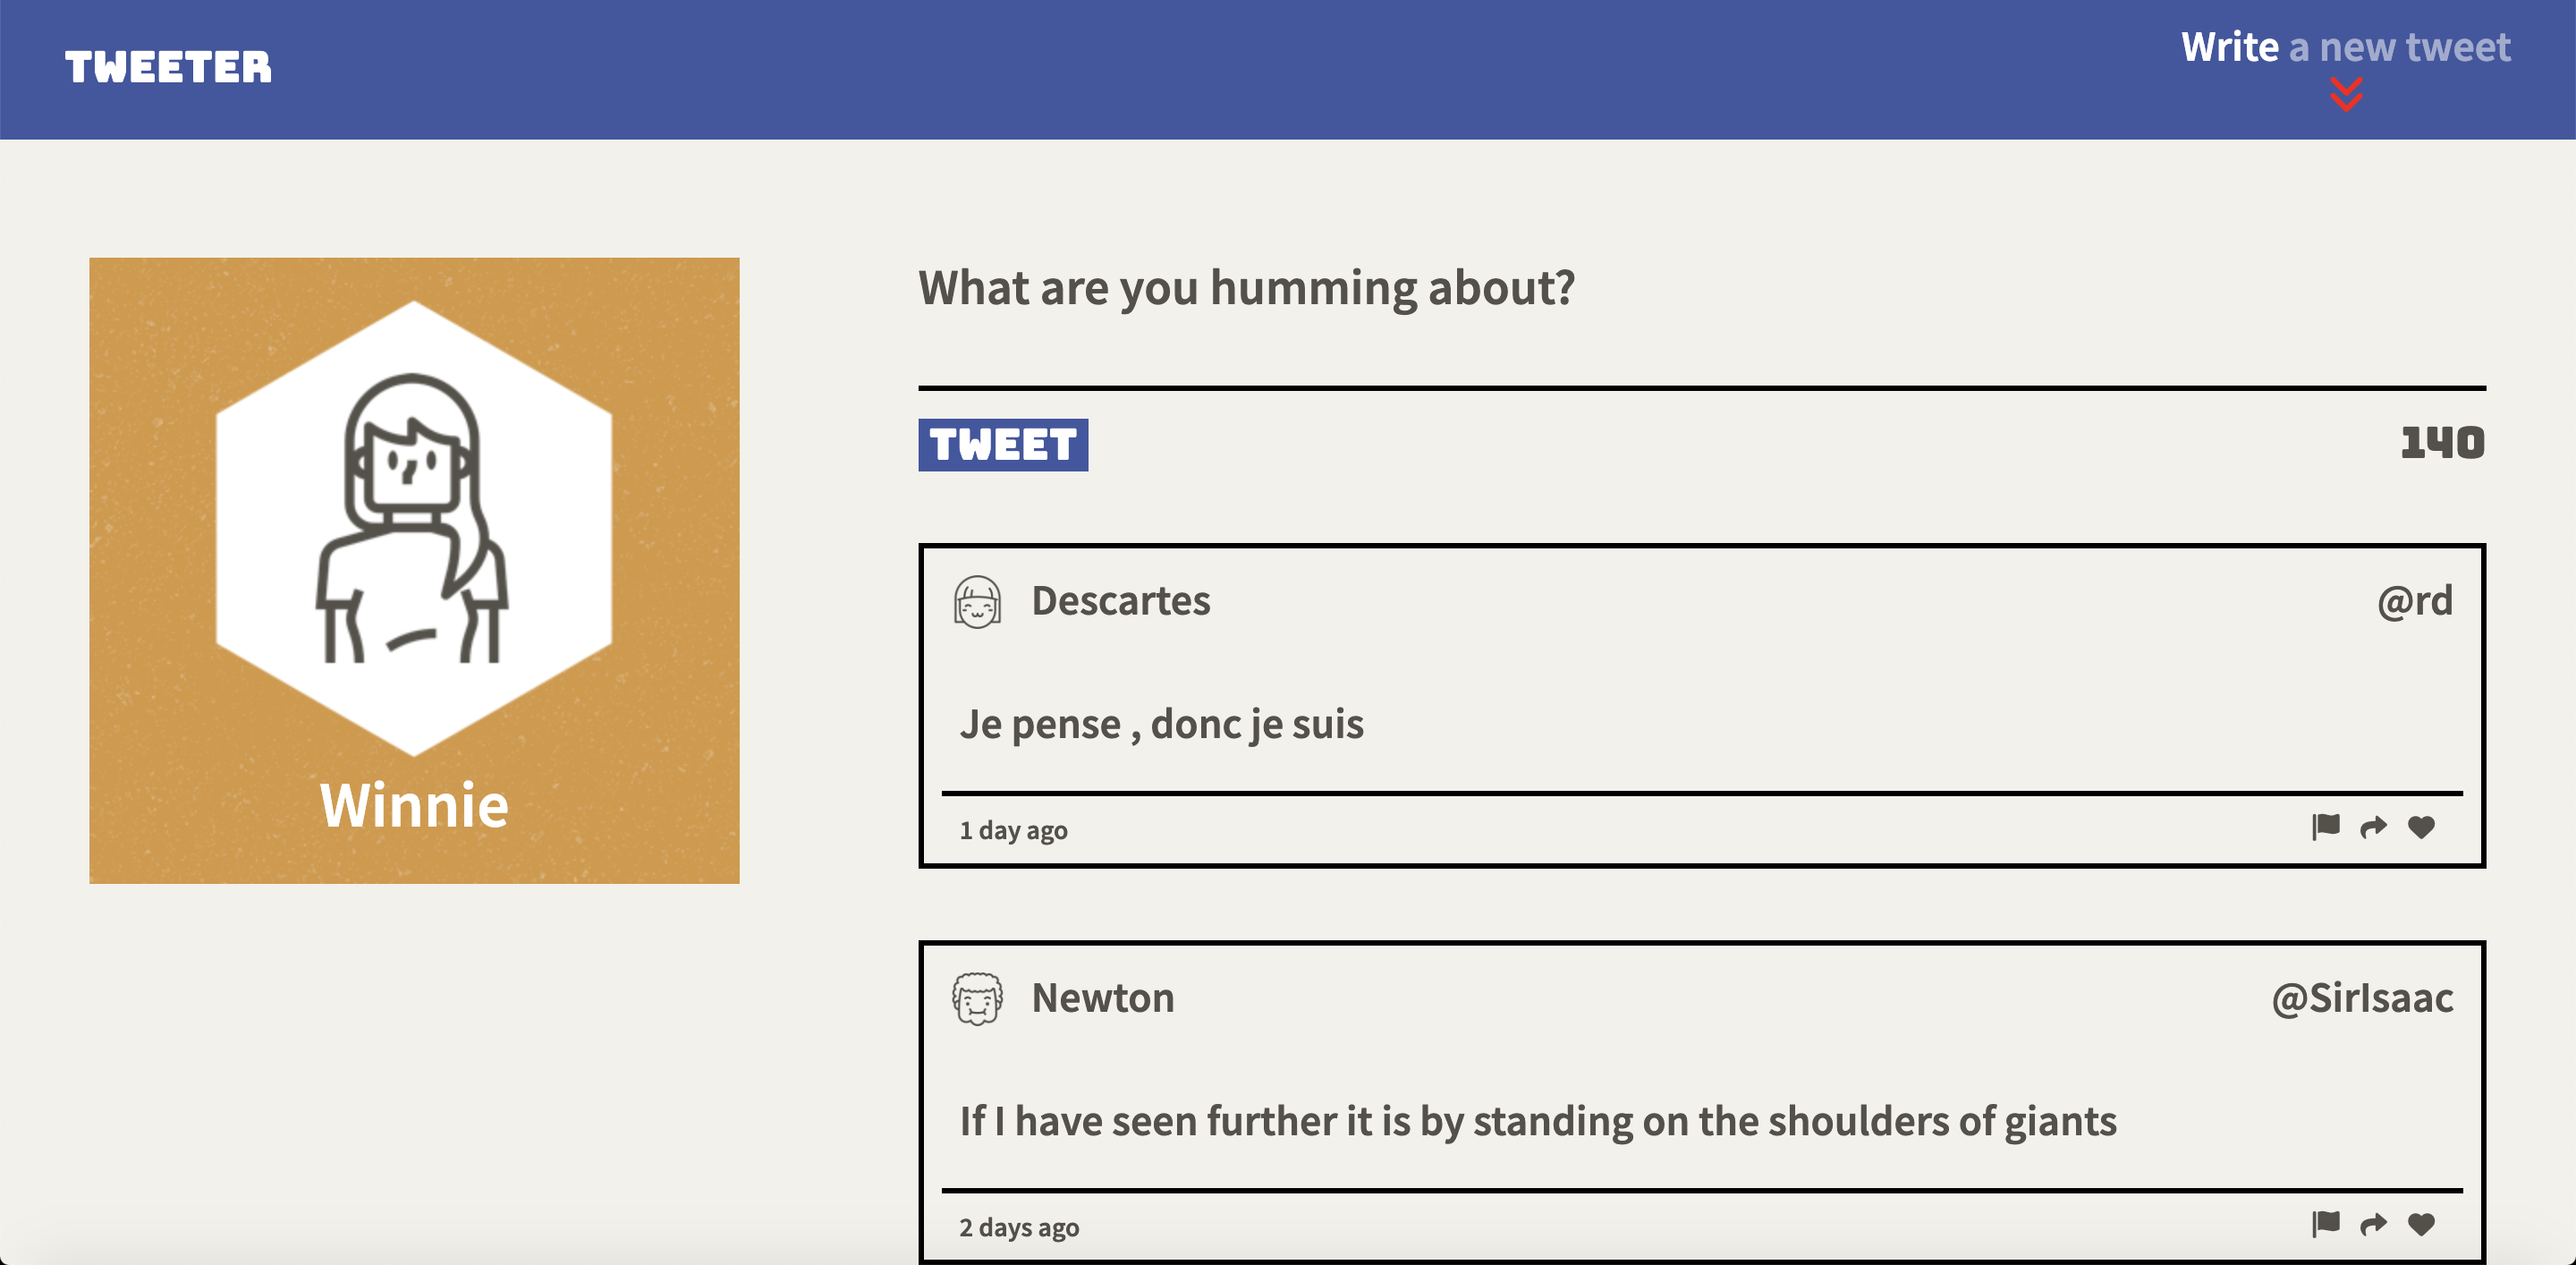 TWEETER
Write a new tweet
Winnie
What are you humming about?
TWEET
140
Descartes
@rd
Je pense , donc je suis
1 day ago
Newton
@SirIsaac
If I have seen further it is by standing on the shoulders of giants
2 days ago